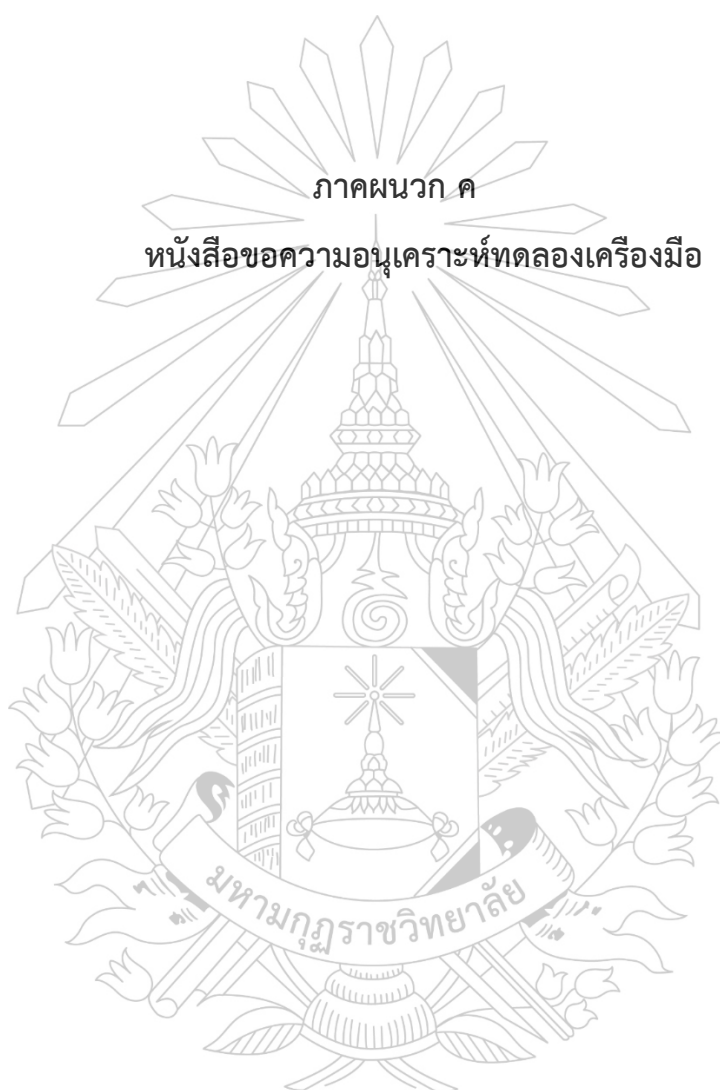 ภาคผนวก ค
หนังสือขอความอนุเคราะห์ทดลองเครื่องมือ
มหามกุฏราชวิทยาลัย